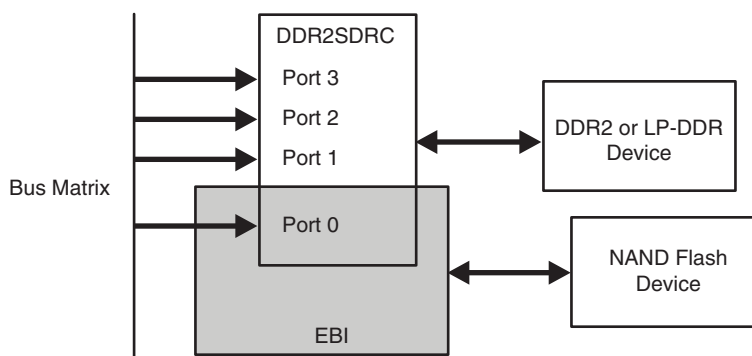 DDR2SDRC
Port 3
Port 2
Port 1
Port 0
Bus Matrix
EBI
DDR2 or LP-DDR
Device
NAND Flash
Device